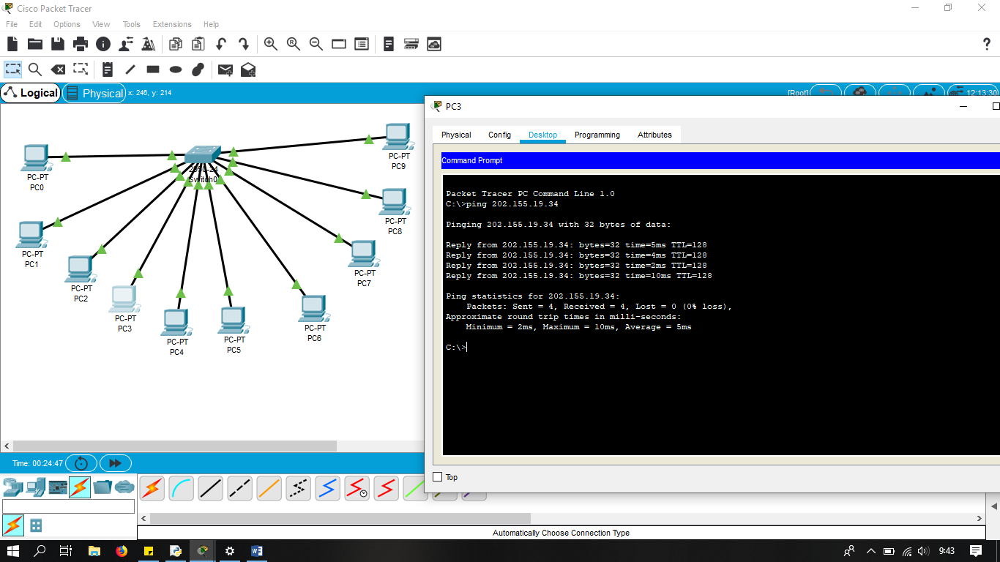 Cisco Packet Tracer
File Edit Options View Tools Extensions Help
?
Logical
Physical
x: 246, y: 214
[Root]
12:13:30
PC-PT
PC0
PC-PT
PC1
PC-PT
PC2
PC-PT
PC3
PC-PT
PC4
PC-PT
PC5
PC-PT
PC6
PC-PT
PC7
PC-PT
PC8
PC-PT
PC9
2950-24
Switch0
PC3
Physical Config Desktop Programming Attributes
Command Prompt
Packet Tracer PC Command Line 1.0
C:\>ping 202.155.19.34
Pinging 202.155.19.34 with 32 bytes of data:
Reply from 202.155.19.34: bytes=32 time=5ms TTL=128
Reply from 202.155.19.34: bytes=32 time=4ms TTL=128
Reply from 202.155.19.34: bytes=32 time=2ms TTL=128
Reply from 202.155.19.34: bytes=32 time=10ms TTL=128
Ping statistics for 202.155.19.34:
Packets: Sent = 4, Received = 4, Lost = 0 (0% loss),
Approximate round trip times in milli-seconds:
Minimum = 2ms, Maximum = 10ms, Average = 5ms
C:\>
Top
Time: 00:24:47
Automatically Choose Connection Type
9:43